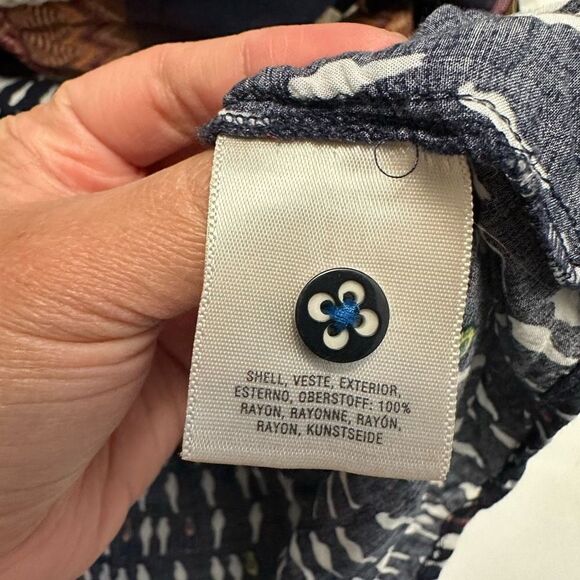 SHELL, VESTE, EXTERIOR,
ESTERNO, OBERSTOFF: 100%
RAYON, RAYONNE, RAYÓN,
RAYON, KUNSTSEIDE